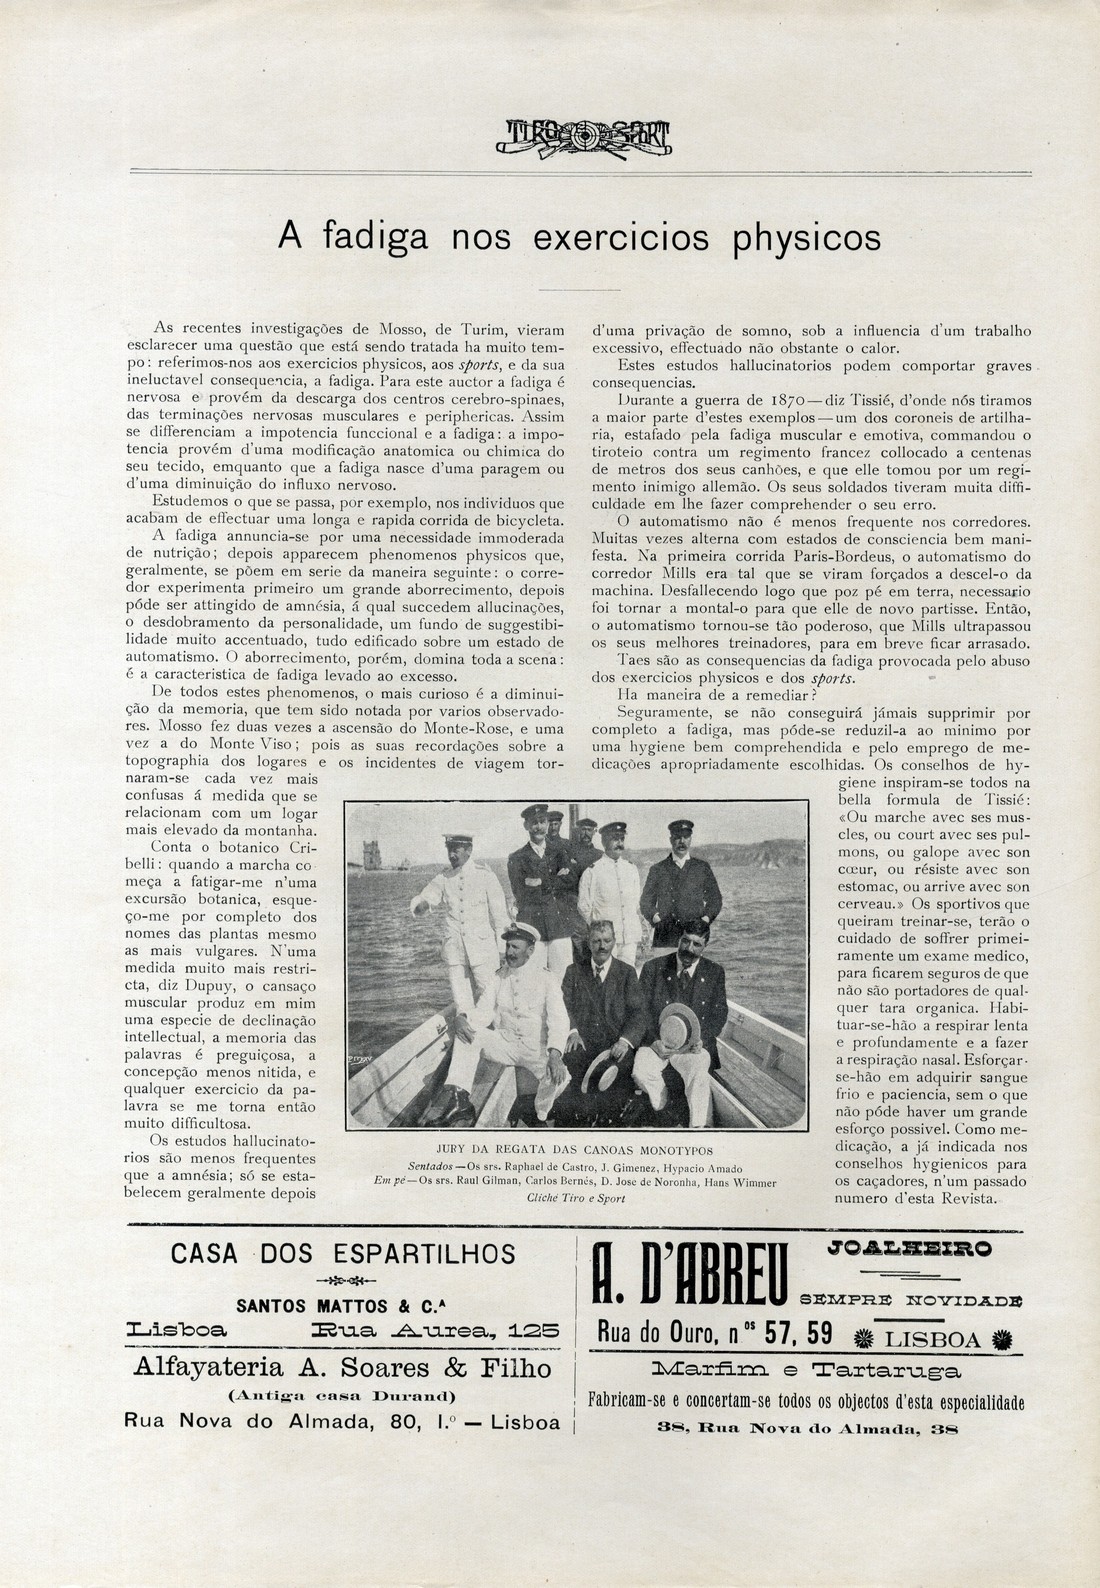 TIRO SPORT
A fadiga nos exercicios physicos
As recentes investigações de Mosso, de Turim, vieram
esclarecer uma questão que está sendo tratada ha muito tem-
po: referimos-nos aos exercicios physicos, aos sports, e da sua
ineluctavel consequencia, a fadiga. Para este auctor a fadiga é
nervosa e provém da descarga dos centros cerebro-spinaes,
das terminações nervosas musculares e periphericas. Assim
se differenciam a impotencia funccional e a fadiga: a impo-
tencia provém d'uma modificação anatomica ou chimica do
seu tecido, emquanto que a fadiga nasce d'uma paragem ou
d'uma diminuição do influxo nervoso.
Estudemos o que se passa, por exemplo, nos individuos que
acabam de effectuar uma longa e rapida corrida de bicycleta.
A fadiga annuncia-se por uma necessidade immoderada
de nutrição; depois apparecem phenomenos physicos que,
geralmente, se põem em serie da maneira seguinte: o corre-
dor experimenta primeiro um grande aborrecimento, depois
póde ser attingido de amnésia, á qual succedem allucinações,
o desdobramento da personalidade, um fundo de suggestibi-
lidade muito accentuado, tudo edificado sobre um estado de
automatismo. O aborrecimento, porém, domina toda a scena:
é a caracteristica de fadiga levado ao excesso.
De todos estes phenomenos, o mais curioso é a diminui-
ção da memoria, que tem sido notada por varios observado-
res. Mosso fez duas vezes a ascensão do Monte-Rose, e uma
vez a do Monte Viso; pois as suas recordações sobre a
topographia dos logares e os incidentes de viagem tor-
naram-se cada vez mais
confusas á medida que se
relacionam com um logar
mais elevado da montanha.
Conta o botanico Cri-
belli: quando a marcha co
meça a fatigar-me n'uma
excursão botanica, esque-
ço-me por completo dos
nomes das plantas mesmo
as mais vulgares. N'uma
medida muito mais restri-
cta, diz Dupuy, o cansaço
muscular produz em mim
uma especie de declinação
intellectual, a memoria das
palavras é preguiçosa, a
concepção menos nitida, e
qualquer exercicio da pa-
lavra se me torna então
muito difficultosa.
Os estudos hallucinato-
rios são menos frequentes
que a amnésia; só se esta-
belecem geralmente depois
d'uma privação de somno, sob a influencia d'um trabalho
excessivo, effectuado não obstante o calor.
Estes estudos hallucinatorios podem comportar graves
consequencias.
Durante a guerra de 1870—diz Tissié, d'onde nós tiramos
a maior parte d'estes exemplos—um dos coroneis de artilha-
ria, estafado pela fadiga muscular e emotiva, commandou o
tiroteio contra um regimento francez collocado a centenas
de metros dos seus canhões, e que elle tomou por um regi-
mento inimigo allemão. Os seus soldados tiveram muita diffi-
culdade em lhe fazer comprehender o seu erro.
O automatismo não é menos frequente nos corredores.
Muitas vezes alterna com estados de consciencia bem mani-
festa. Na primeira corrida Paris-Bordeus, o automatismo do
corredor Mills era tal que se viram forçados a descel-o da
machina. Desfallecendo logo que poz pé em terra, necessario
foi tornar a montal-o para que elle de novo partisse. Então,
o automatismo tornou-se tão poderoso, que Mills ultrapassou
os seus melhores treinadores, para em breve ficar arrasado.
Taes são as consequencias da fadiga provocada pelo abuso
dos exercicios physicos e dos sports.
Ha maneira de a remediar?
Seguramente, se não conseguirá jámais supprimir por
completo a fadiga, mas póde-se reduzil-a ao minimo por
uma hygiene bem comprehendida e pelo emprego de me-
dicações apropriadamente escolhidas. Os conselhos de hy-
giene inspiram-se todos na
bella formula de Tissié:
«Ou marche avec ses mus-
cles, ou court avec ses pul-
mons, ou galope avec son
cœur, ou résiste avec son
estomac, ou arrive avec son
cerveau.» Os sportivos que
queiram treinar-se, terão o
cuidado de soffrer primei-
ramente um exame medico,
para ficarem seguros de que
não são portadores de qual-
quer tara organica. Habi-
tuar-se-hão a respirar lenta
e profundamente e a fazer
a respiração nasal. Esforçar-
se-hão em adquirir sangue
frio e paciencia, sem o que
não póde haver um grande
esforço possivel. Como me-
dicação, a já indicada nos
conselhos hygienicos para
os caçadores, n'um passado
numero d'esta Revista.
JURY DA REGATA DAS CANOAS MONOTYPOS
Sentados—Os srs. Raphael de Castro, J. Gimenez, Hypacio Amado
Em pé—Os srs. Raul Gilman, Carlos Bernés, D. José de Noronha, Hans Wimmer
Cliché Tiro e Sport
CASA DOS ESPARTILHOS
SANTOS MATTOS & C.ᴬ
Lisboa Rua Aurea, 125
Alfayateria A. Soares & Filho
(Antiga casa Durand)
Rua Nova do Almada, 80, 1.º — Lisboa
A. D'ABREU JOALHEIRO
SEMPRE NOVIDADE
Rua do Ouro, n.ºˢ 57, 59 LISBOA
Marfim e Tartaruga
Fabricam-se e concertam-se todos os objectos d'esta especialidade
38, Rua Nova do Almada, 38